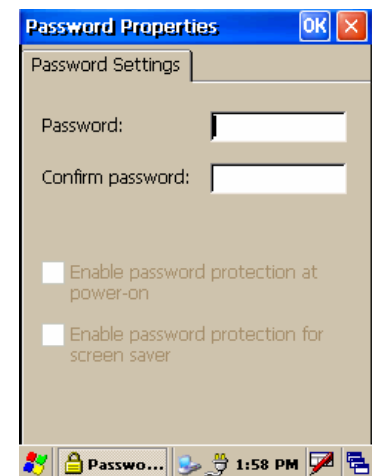 Password Properties OK
Password Settings
Password:
Confirm password:
Enable password protection at
power-on
Enable password protection for
screen saver
Passwo... 1:58 PM